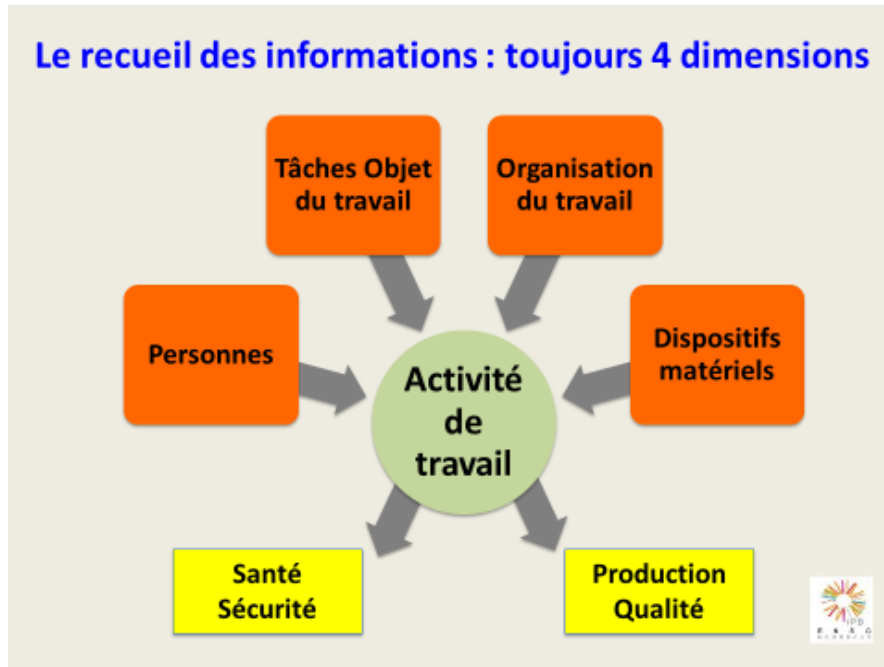 Le recueil des informations : toujours 4 dimensions
Tâches Objet
du travail
Organisation
du travail
Personnes
Dispositifs
matériels
Activité
de
travail
Santé
Sécurité
Production
Qualité
IPB